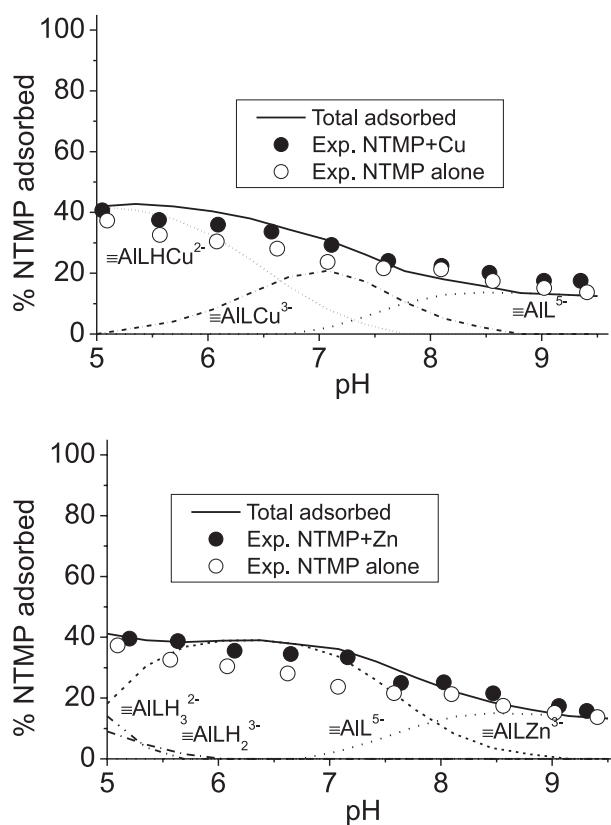 100
80
60
40
20
0
% NTMP adsorbed
Total adsorbed
Exp. NTMP+Cu
Exp. NTMP alone
≡AlLHCu²⁻
≡AlLCu³⁻
≡AlL⁵⁻
5 6 7 8 9
pH
100
80
60
40
20
0
% NTMP adsorbed
Total adsorbed
Exp. NTMP+Zn
Exp. NTMP alone
≡AlLH₃²⁻
≡AlLH₂³⁻
≡AlL⁵⁻
≡AlLZn³⁻
5 6 7 8 9
pH